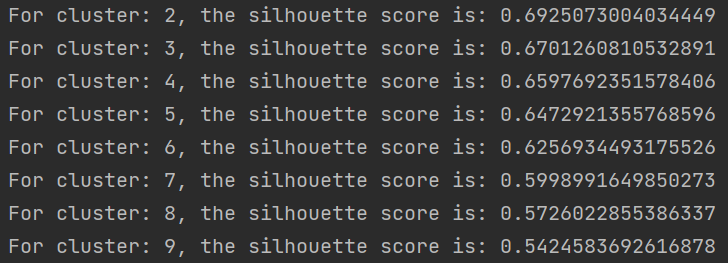 For cluster: 2, the silhouette score is: 0.6925073004034449
For cluster: 3, the silhouette score is: 0.6701260810532891
For cluster: 4, the silhouette score is: 0.6597692351578406
For cluster: 5, the silhouette score is: 0.6472921355768596
For cluster: 6, the silhouette score is: 0.6256934493175526
For cluster: 7, the silhouette score is: 0.5998991649850273
For cluster: 8, the silhouette score is: 0.5726022855386337
For cluster: 9, the silhouette score is: 0.5424583692616878